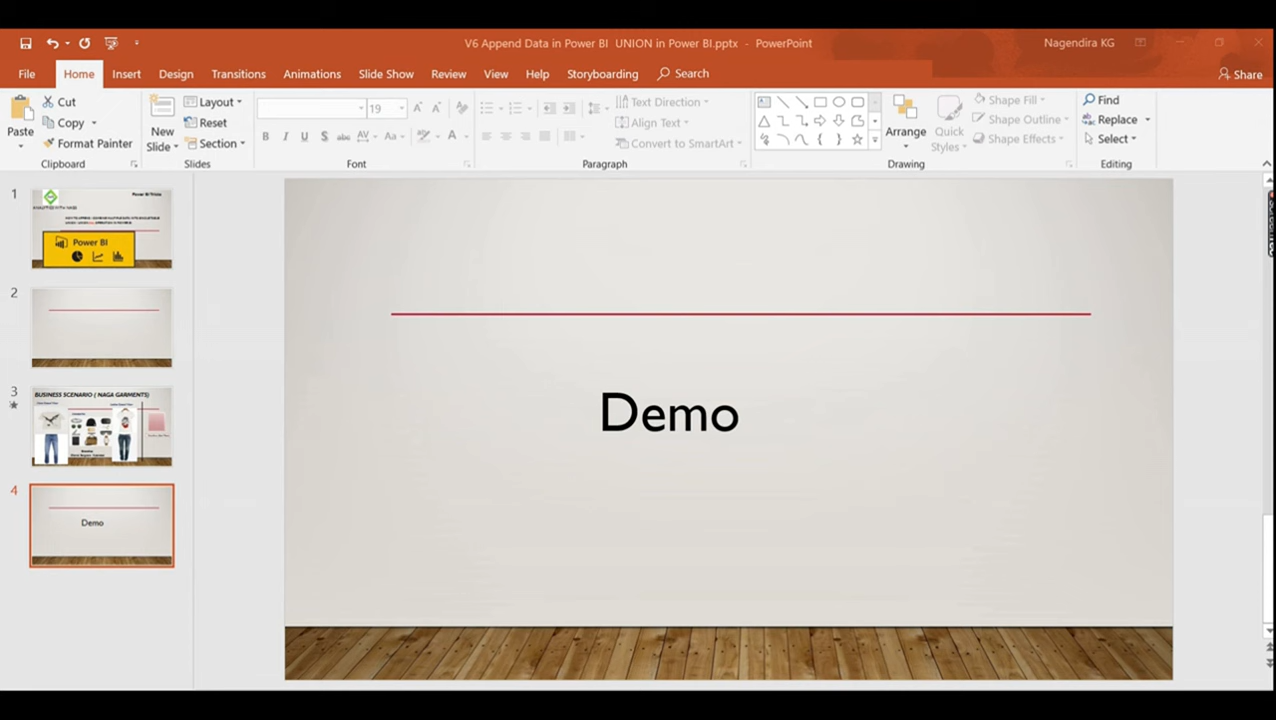 V6 Append Data in Power BI  UNION in Power BI.pptx  -  PowerPoint
Nagendira KG
File
Home
Insert
Design
Transitions
Animations
Slide Show
Review
View
Help
Storyboarding
Search
Share
Paste
Cut
Copy
Format Painter
Clipboard
New
Slide
Layout
Reset
Section
Slides
19
B I U S abc AV Aa A
Font
Text Direction
Align Text
Convert to SmartArt
Paragraph
Arrange
Quick
Styles
Shape Fill
Shape Outline
Shape Effects
Drawing
Find
Replace
Select
Editing
1
Power BI
2
3
BUSINESS SCENARIO ( NAGA GARMENTS)
4
Demo
Demo